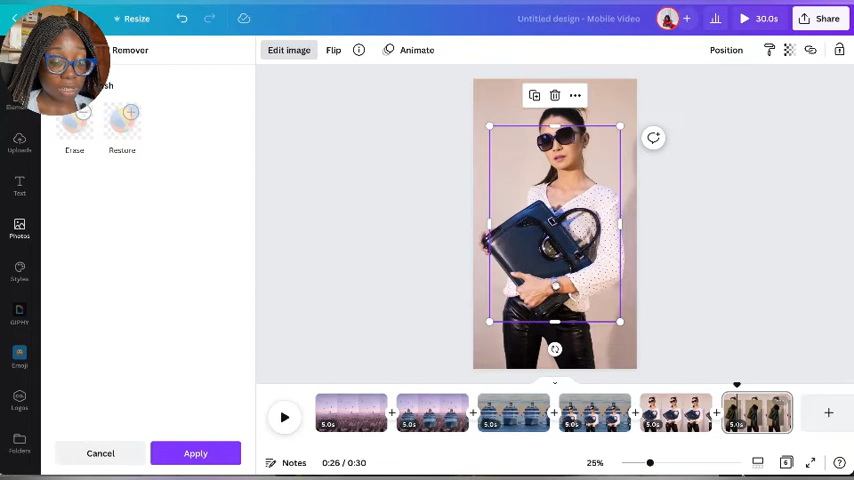 Resize
Untitled design - Mobile Video
30.0s
Share
Remover
Edit image
Flip
Animate
Position
Erase
Restore
Uploads
Text
Photos
Styles
GIPHY
Emoji
Logos
Folders
5.0s
5.0s
5.0s
5.0s
5.0s
5.0s
Cancel
Apply
Notes
0:26 / 0:30
25%
6